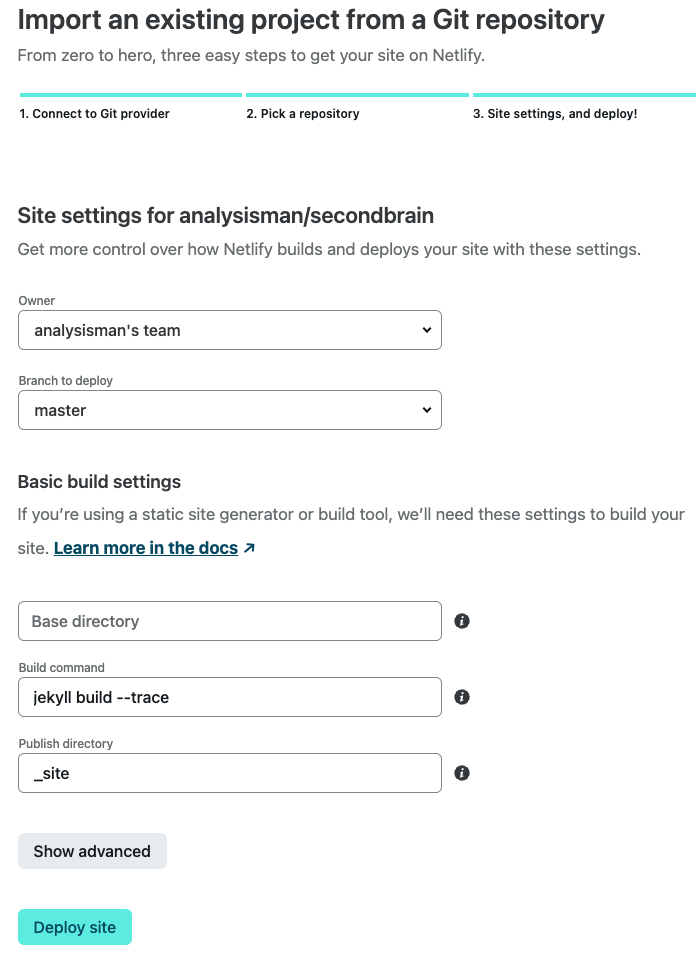 Import an existing project from a Git repository
From zero to hero, three easy steps to get your site on Netlify.
1. Connect to Git provider
2. Pick a repository
3. Site settings, and deploy!
Site settings for analysisman/secondbrain
Get more control over how Netlify builds and deploys your site with these settings.
Owner
analysisman's team
Branch to deploy
master
Basic build settings
If you’re using a static site generator or build tool, we’ll need these settings to build your
site. Learn more in the docs ↗
Base directory
Build command
jekyll build --trace
Publish directory
_site
Show advanced
Deploy site